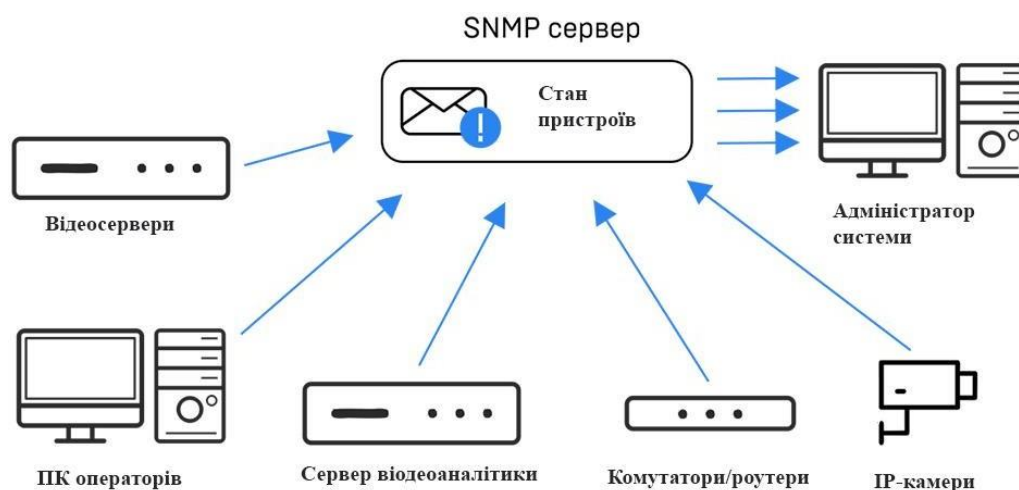 SNMP сервер
Стан
пристроїв
Відеосервери
Адміністратор
системи
ПК операторів
Сервер віодеоаналітики
Комутатори/роутери
IP-камери